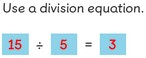 Use a division equation.
15 ÷ 5 = 3